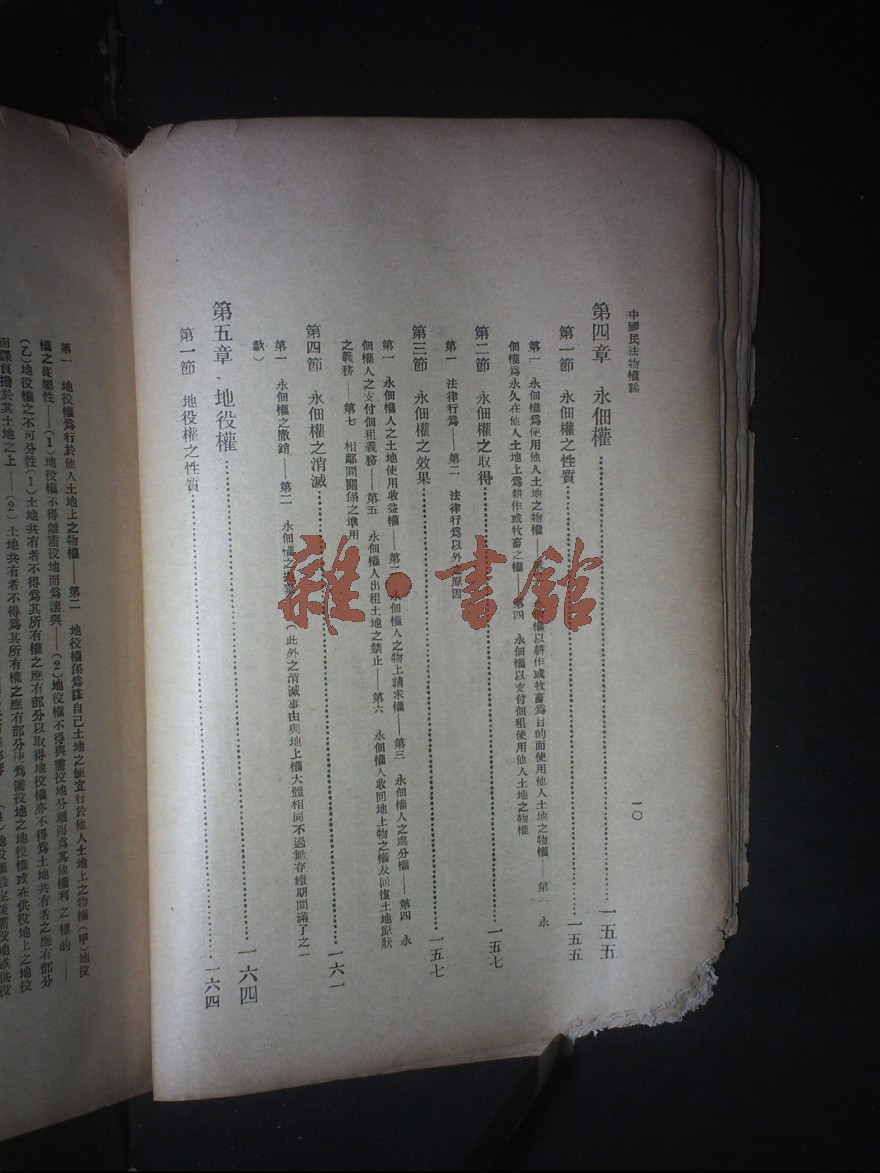 中國民法物權論
一〇
第四章 永佃權……一五五
第一節 永佃權之性質……一五五
第一 永佃權爲使用他人土地之物權 權以耕作或牧畜爲目的而使用他人土地之物權——第三 永
佃權爲永久在他人土地上爲耕作或牧畜之權——第四 永佃權以支付佃租使用他人土地之物權
第二節 永佃權之取得……一五七
第一 法律行爲——第二 法律行爲以外之原因
第三節 永佃權之效果……一五七
第一 永佃權人之土地使用收益權——第二 永佃權人之物上請求權——第三 永佃權人之處分權——第四 永
佃權人之支付佃租義務——第五 永佃權人出租土地之禁止——第六 永佃權人收回地上物之權及回復土地原狀
之義務——第七 相鄰間關係之準用
第四節 永佃權之消滅……一六一
第一 永佃權之撤銷——第二 永佃權之 (此外之消滅事由與地上權大體相同不過無存續期間滿了之一
款)
第五章 地役權……一六四
第一節 地役權之性質……一六四
第一 地役權爲行於他人土地上之物權——第二 地役權係爲謀自己土地之便宜行於他人土地上之物權(甲)地役
權之從屬性——(1)地役權不得離需役地而爲讓與——(2)地役權不得與需役地分離而爲其他權利之標的——
(乙)地役權之不可分性(1)土地共有者不得爲其所有權之應有部分以取得地役權亦不得爲土地共有者之應有部分
而謀負擔於其土地之上——(2)土地共有者不得爲其所有權之應有部分使爲需役地之地役權或在供役地上之地役
雜·書館